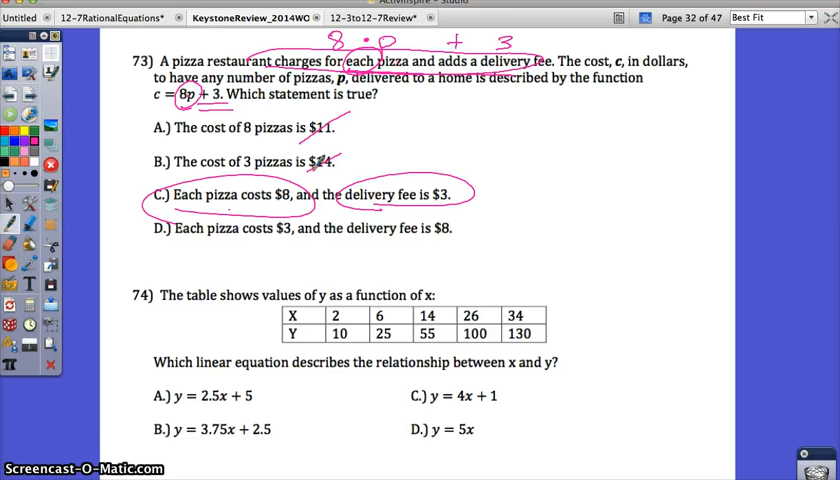 ActivInspire - Studio
Untitled 12-7RationalEquations* KeystoneReview_2014WO 12-3to12-7Review* Page 32 of 47 Best Fit
8 · p + 3
73) A pizza restaurant charges for each pizza and adds a delivery fee. The cost, c, in dollars,
to have any number of pizzas, p, delivered to a home is described by the function
c = 8p + 3. Which statement is true?
A.) The cost of 8 pizzas is $11.
B.) The cost of 3 pizzas is $24.
C.) Each pizza costs $8, and the delivery fee is $3.
D.) Each pizza costs $3, and the delivery fee is $8.
74) The table shows values of y as a function of x:
X 2 6 14 26 34
Y 10 25 55 100 130
Which linear equation describes the relationship between x and y?
A.) y = 2.5x + 5 C.) y = 4x + 1
B.) y = 3.75x + 2.5 D.) y = 5x
Screencast-O-Matic.com